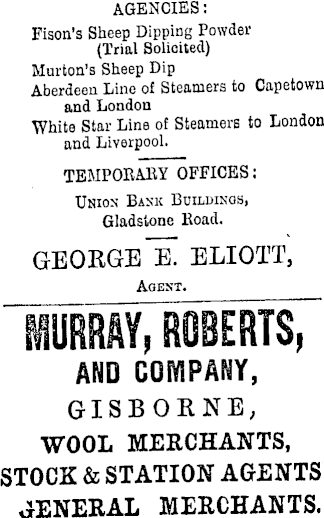 AGENCIES:
Fison's Sheep Dipping Powder
(Trial Solicited)
Murton's Sheep Dip
Aberdeen Line of Steamers to Capetown
and London
White Star Line of Steamers to London
and Liverpool.
TEMPORARY OFFICES:
UNION BANK BUILDINGS,
Gladstone Road.
GEORGE E. ELIOTT,
AGENT.
MURRAY, ROBERTS,
AND COMPANY,
GISBORNE,
WOOL MERCHANTS,
STOCK & STATION AGENTS
GENERAL MERCHANTS.